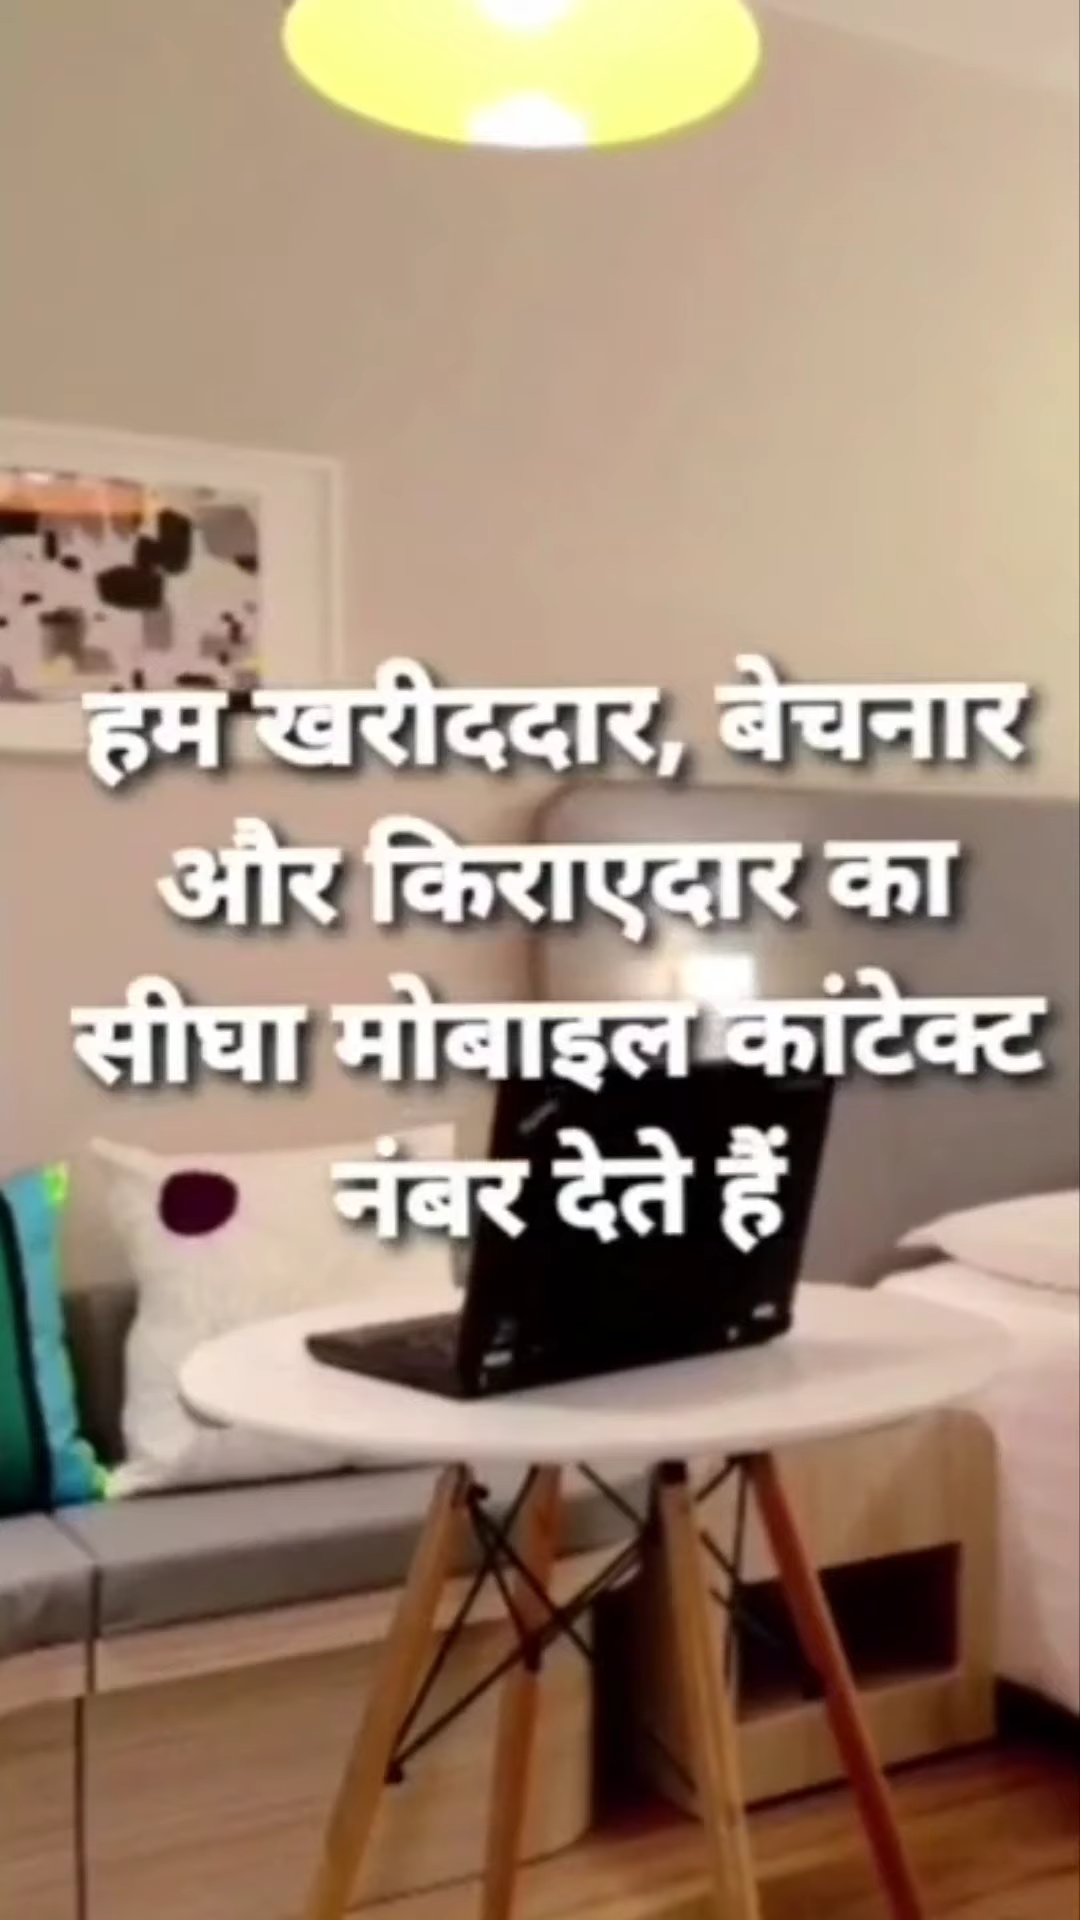 हम खरीददार, बेचनार
और किराएदार का
सीघा मोबाइल कांटेक्ट
नंबर देते हैं